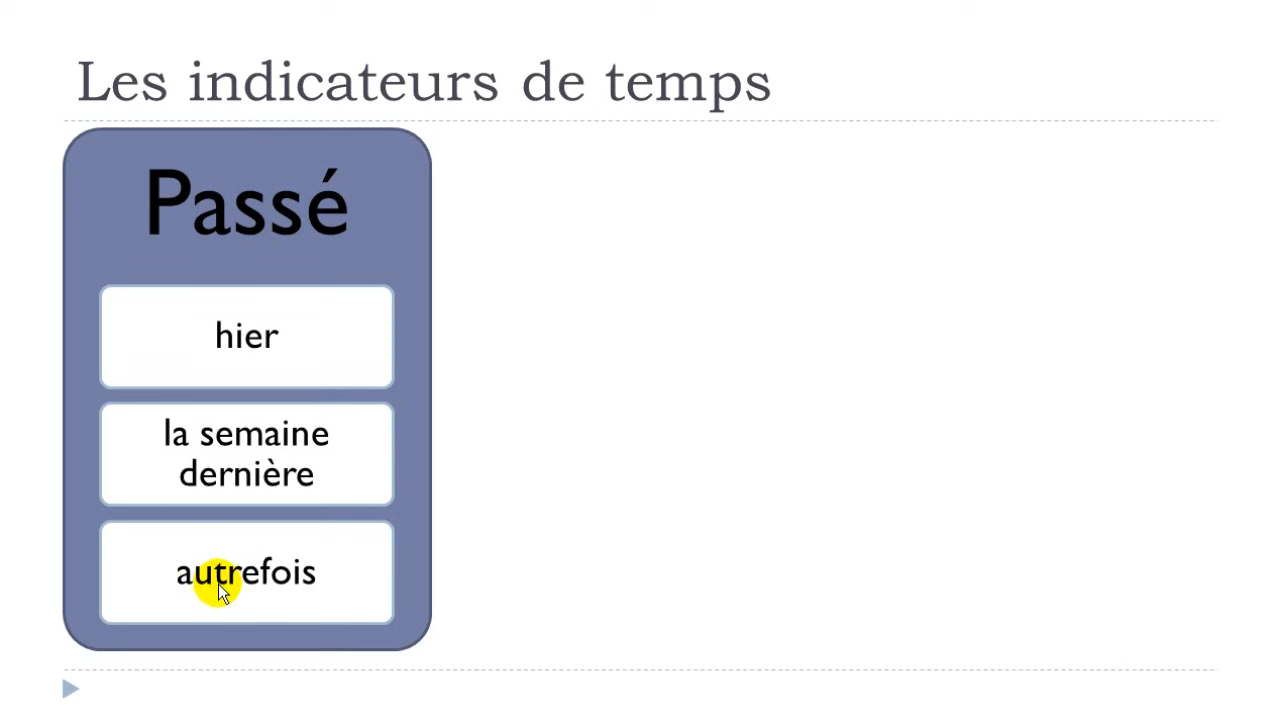 Les indicateurs de temps
Passé
hier
la semaine
dernière
autrefois